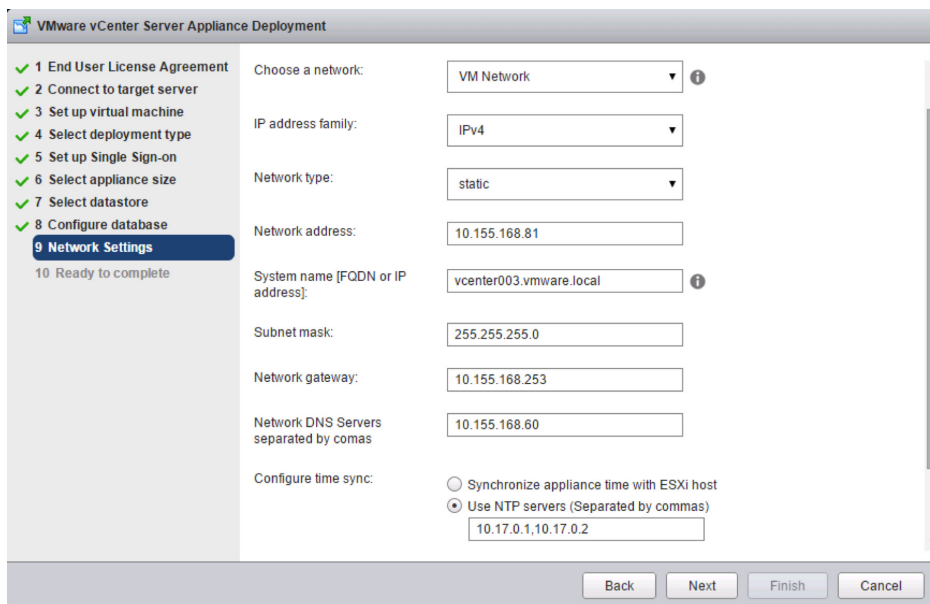 VMware vCenter Server Appliance Deployment
1 End User License Agreement
2 Connect to target server
3 Set up virtual machine
4 Select deployment type
5 Set up Single Sign-on
6 Select appliance size
7 Select datastore
8 Configure database
9 Network Settings
10 Ready to complete
Choose a network:
VM Network
IP address family:
IPv4
Network type:
static
Network address:
10.155.168.81
System name [FQDN or IP
address]:
vcenter003.vmware.local
Subnet mask:
255.255.255.0
Network gateway:
10.155.168.253
Network DNS Servers
separated by comas
10.155.168.60
Configure time sync:
Synchronize appliance time with ESXi host
Use NTP servers (Separated by commas)
10.17.0.1,10.17.0.2
Back
Next
Finish
Cancel